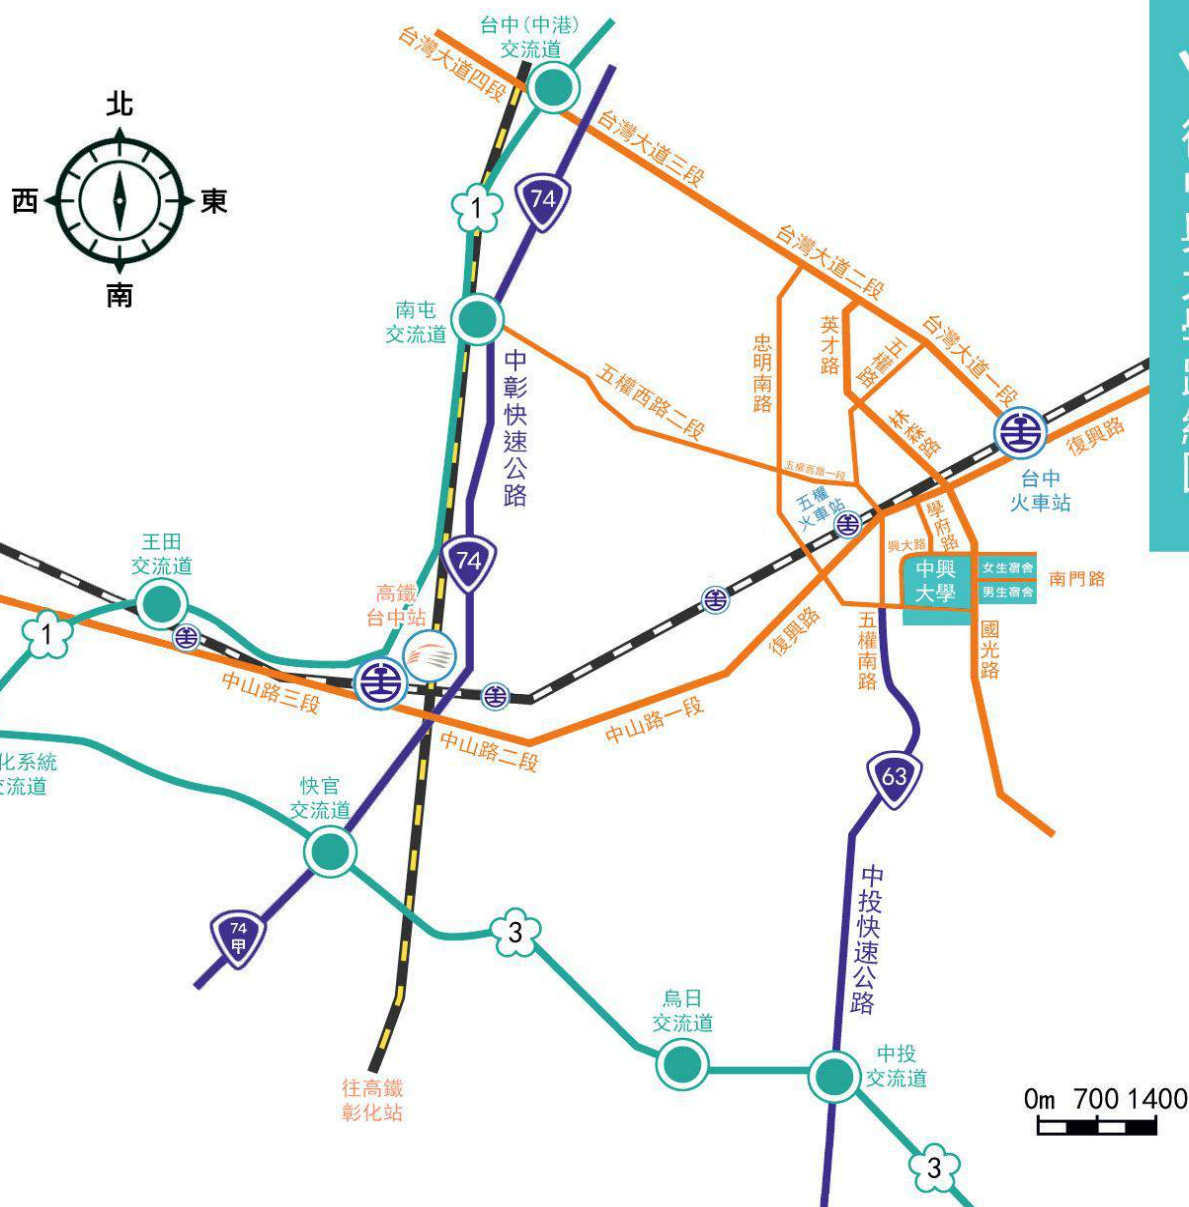 台中(中港)
交流道
台灣大道四段
北
西
東
南
1
74
台灣大道三段
台灣大道二段
台灣大道一段
南屯
交流道
中彰快速公路
五權西路二段
忠明南路
英才路
五權路
林森路
五權西路一段
復興路
台中
火車站
五權
火車站
學府路
興大路
中興
大學
女生宿舍
男生宿舍
南門路
王田
交流道
1
74
高鐵
台中站
中山路三段
中山路二段
中山路一段
復興路
五權南路
國光路
化系統
交流道
快官
交流道
63
74
甲
3
中投快速公路
烏日
交流道
中投
交流道
往高鐵
彰化站
0m 700 1400
3